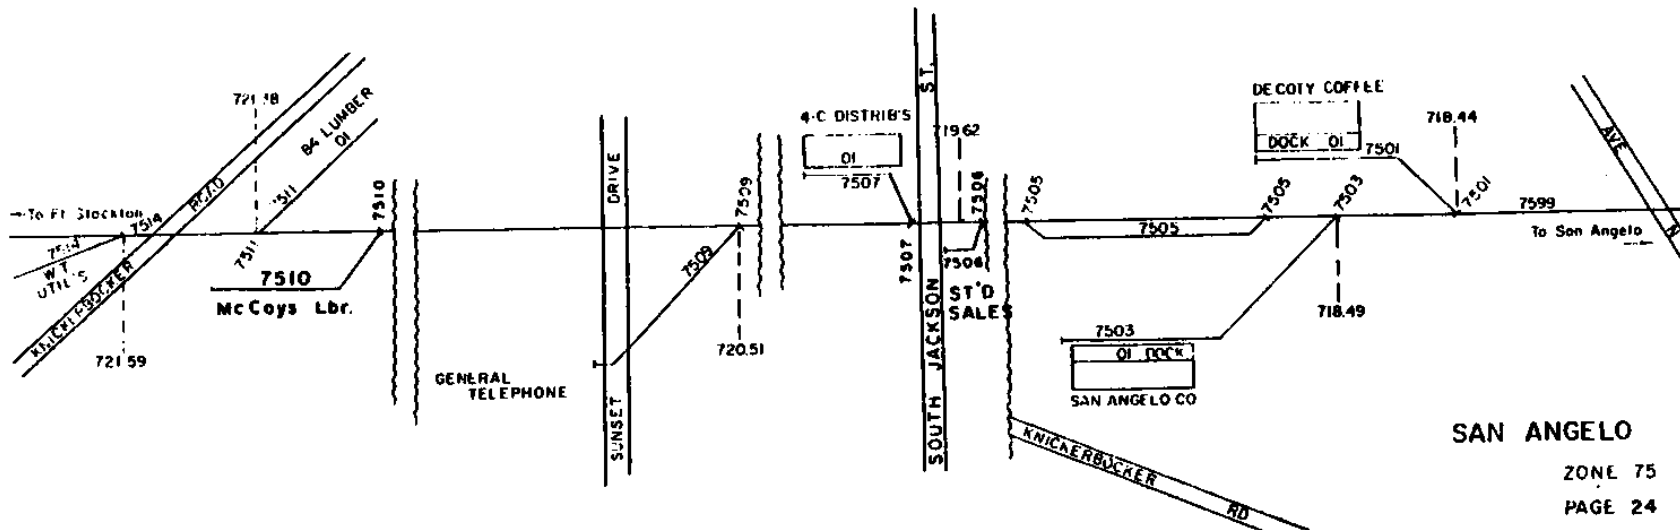 721.18
84 LUMBER
01
7511
7511
ROAD
KNICKERBOCKER
→To Ft Stockton
7514
7514
W T
UTIL'S
721.59
7510
7510
McCoys Lbr.
GENERAL
TELEPHONE
DRIVE
SUNSET
7509
7509
720.51
4-C DISTRIB'S
01
7507
7507
ST.
SOUTH JACKSON
719.62
7506
7506
ST'D
SALES
7505
7505
7505
7503
718.49
7503
01 DOCK
SAN ANGELO CO
DECOTY COFFEE
DOCK 01
7501
718.44
7501
7599
AVE
To San Angelo
KNICKERBOCKER RD
SAN ANGELO
ZONE 75
PAGE 24